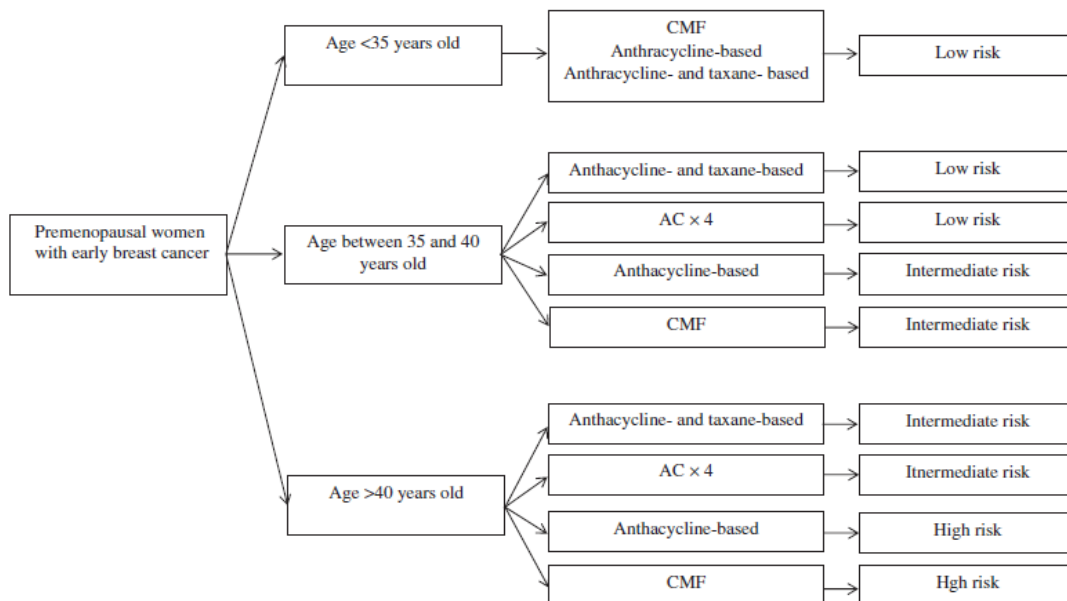 Premenopausal women
with early breast cancer
Age <35 years old
CMF
Anthracycline-based
Anthracycline- and taxane- based
Low risk
Age between 35 and 40
years old
Anthacycline- and taxane-based
Low risk
AC × 4
Low risk
Anthacycline-based
Intermediate risk
CMF
Intermediate risk
Age >40 years old
Anthacycline- and taxane-based
Intermediate risk
AC × 4
Itnermediate risk
Anthacycline-based
High risk
CMF
Hgh risk